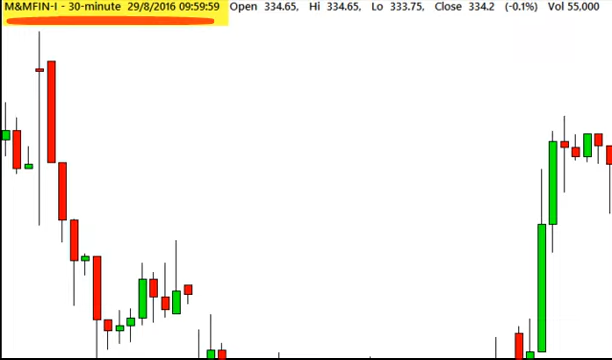 M&MFIN-I - 30-minute 29/8/2016 09:59:59 Open 334.65, Hi 334.65, Lo 333.75, Close 334.2 (-0.1%) Vol 55,000